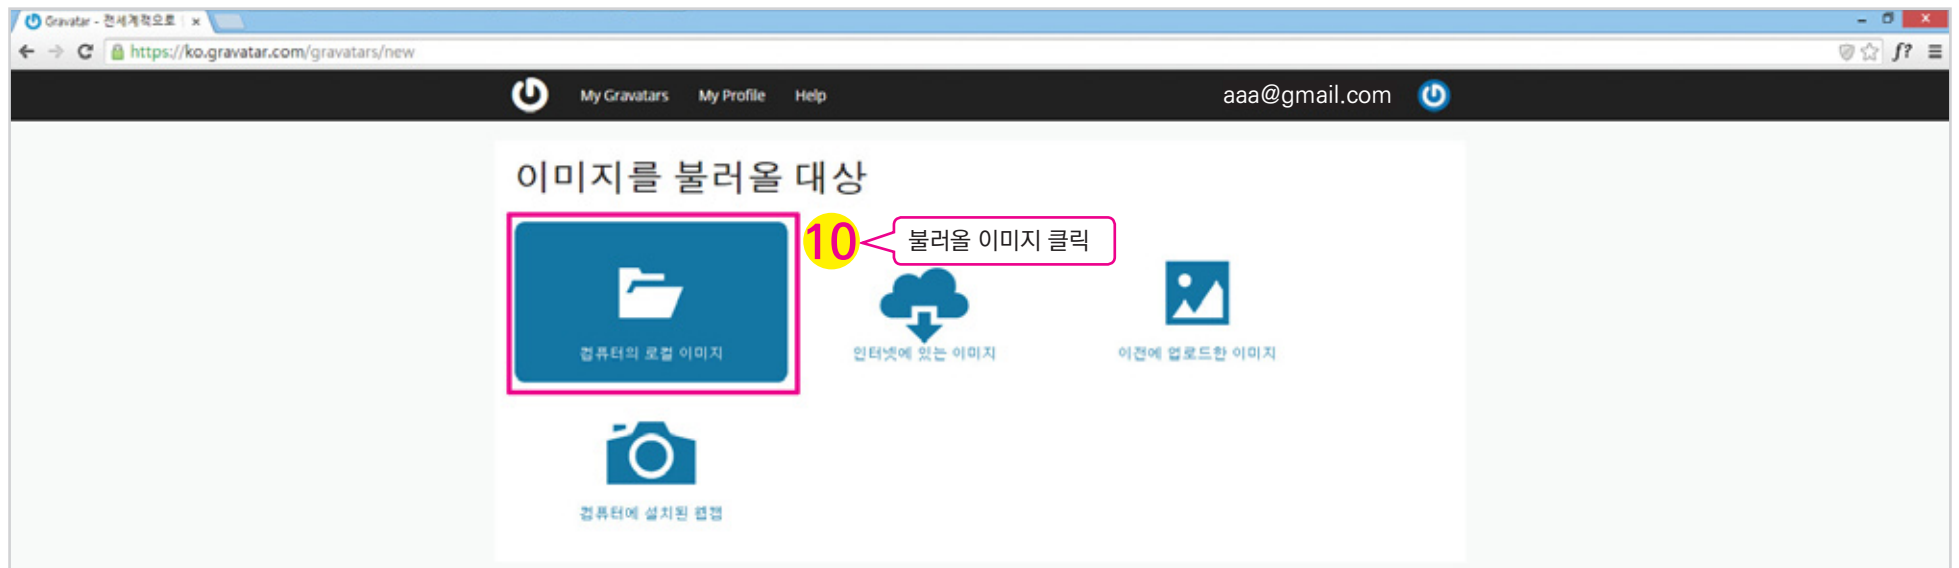 Gravatar - 전세계적으로
https://ko.gravatar.com/gravatars/new
My Gravatars My Profile Help aaa@gmail.com
이미지를 불러올 대상
10 불러올 이미지 클릭
컴퓨터의 로컬 이미지
인터넷에 있는 이미지
이전에 업로드한 이미지
컴퓨터에 설치된 웹캠